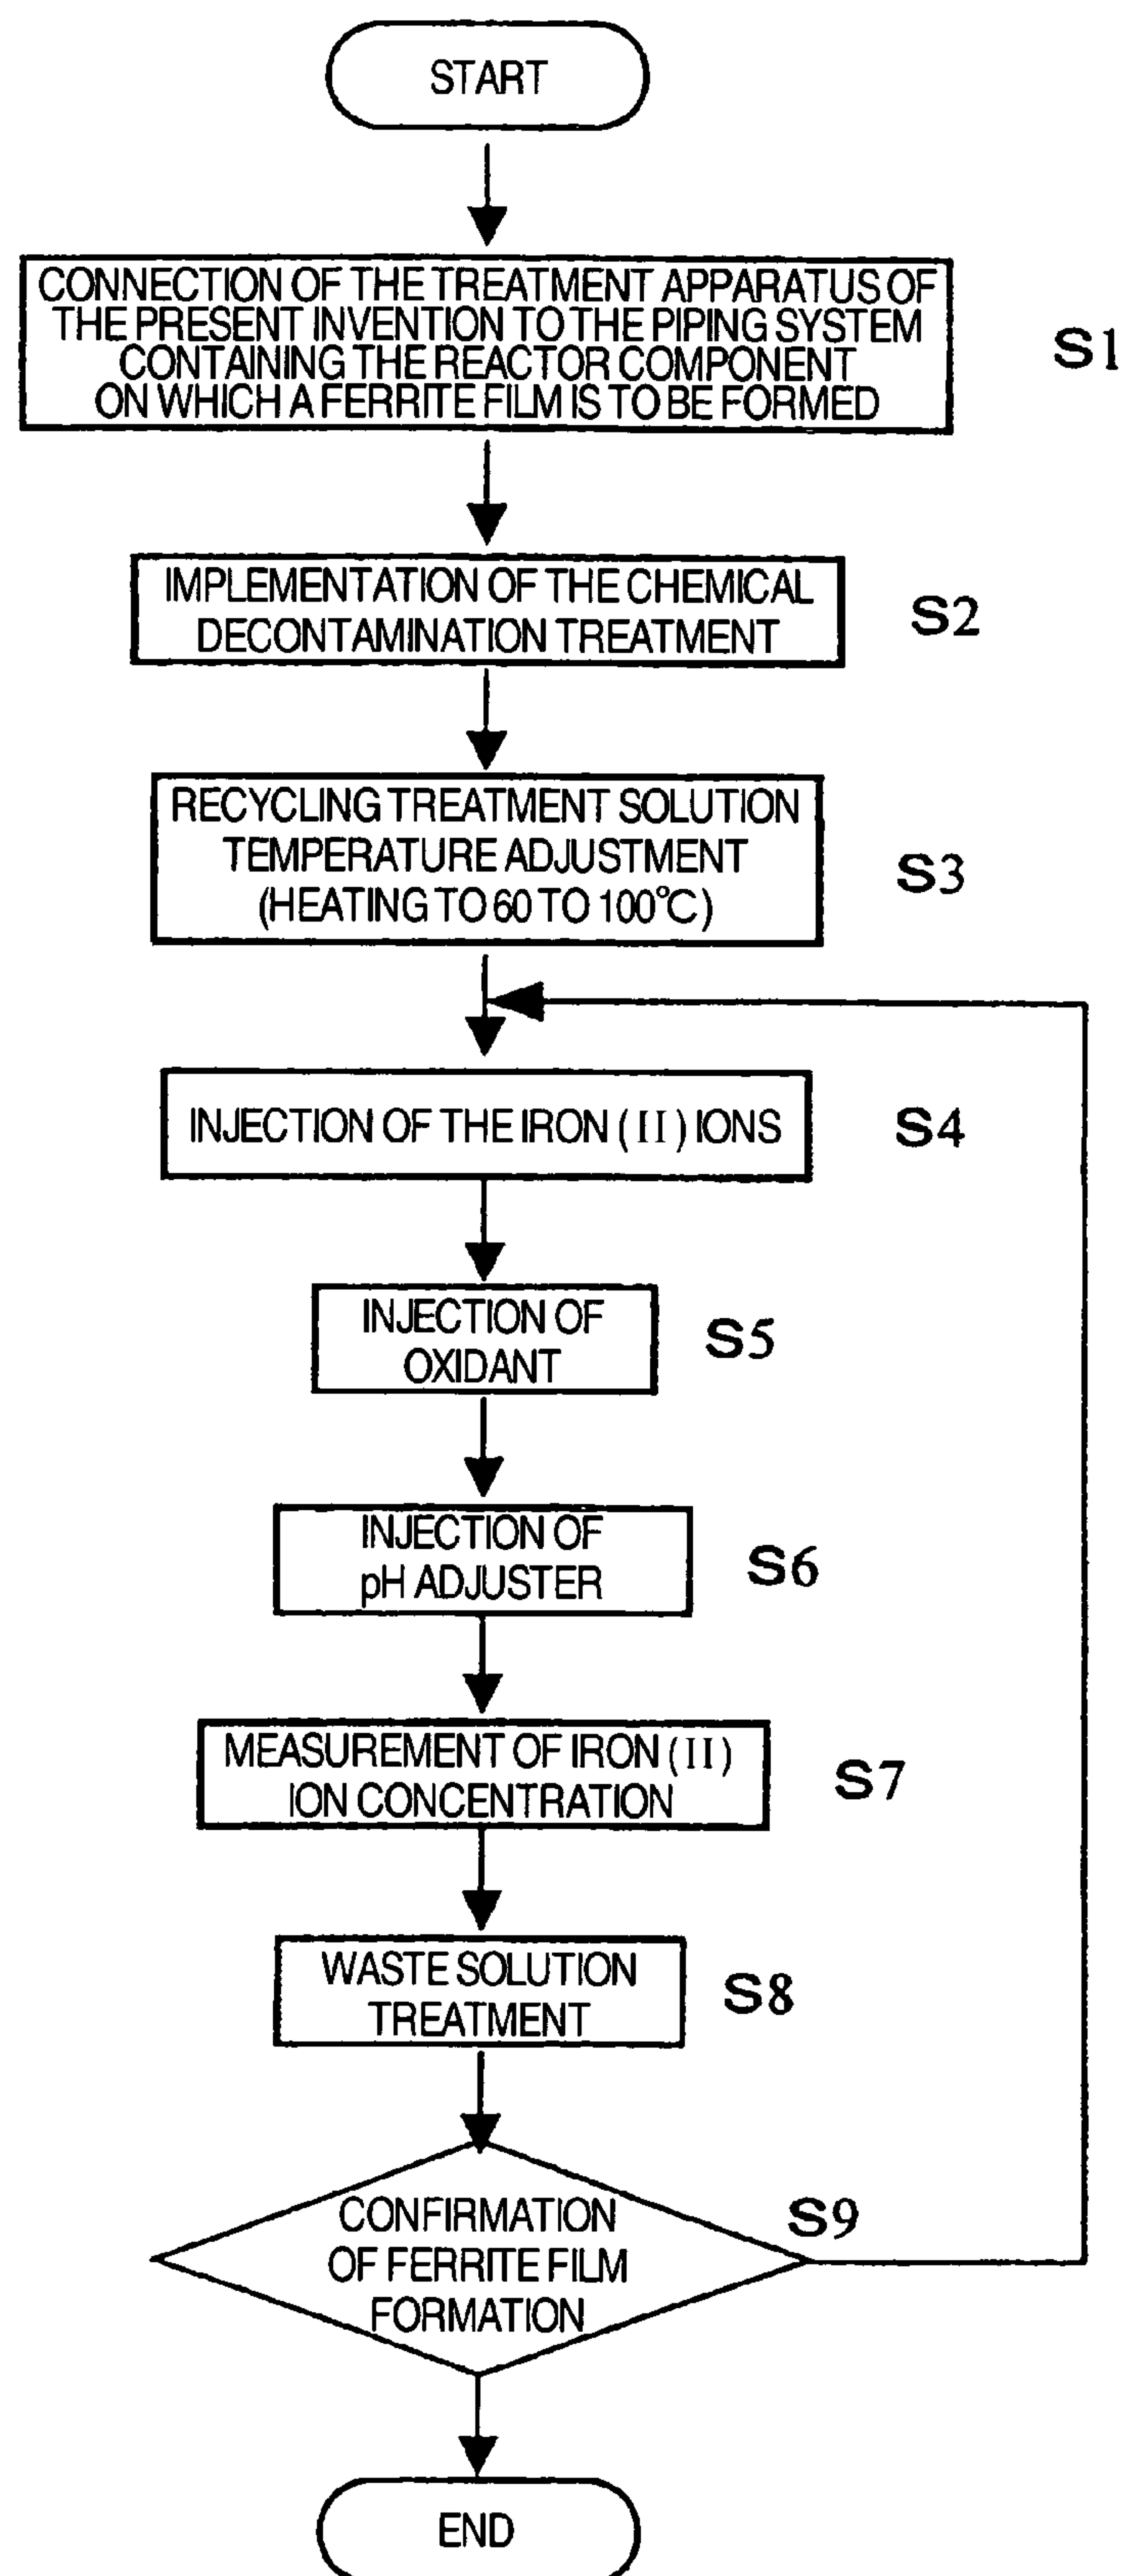 START
CONNECTION OF THE TREATMENT APPARATUS OF
THE PRESENT INVENTION TO THE PIPING SYSTEM
CONTAINING THE REACTOR COMPONENT
ON WHICH A FERRITE FILM IS TO BE FORMED
S1
IMPLEMENTATION OF THE CHEMICAL
DECONTAMINATION TREATMENT
S2
RECYCLING TREATMENT SOLUTION
TEMPERATURE ADJUSTMENT
(HEATING TO 60 TO 100°C)
S3
INJECTION OF THE IRON (II) IONS
S4
INJECTION OF
OXIDANT
S5
INJECTION OF
pH ADJUSTER
S6
MEASUREMENT OF IRON (II)
ION CONCENTRATION
S7
WASTE SOLUTION
TREATMENT
S8
CONFIRMATION
OF FERRITE FILM
FORMATION
S9
END